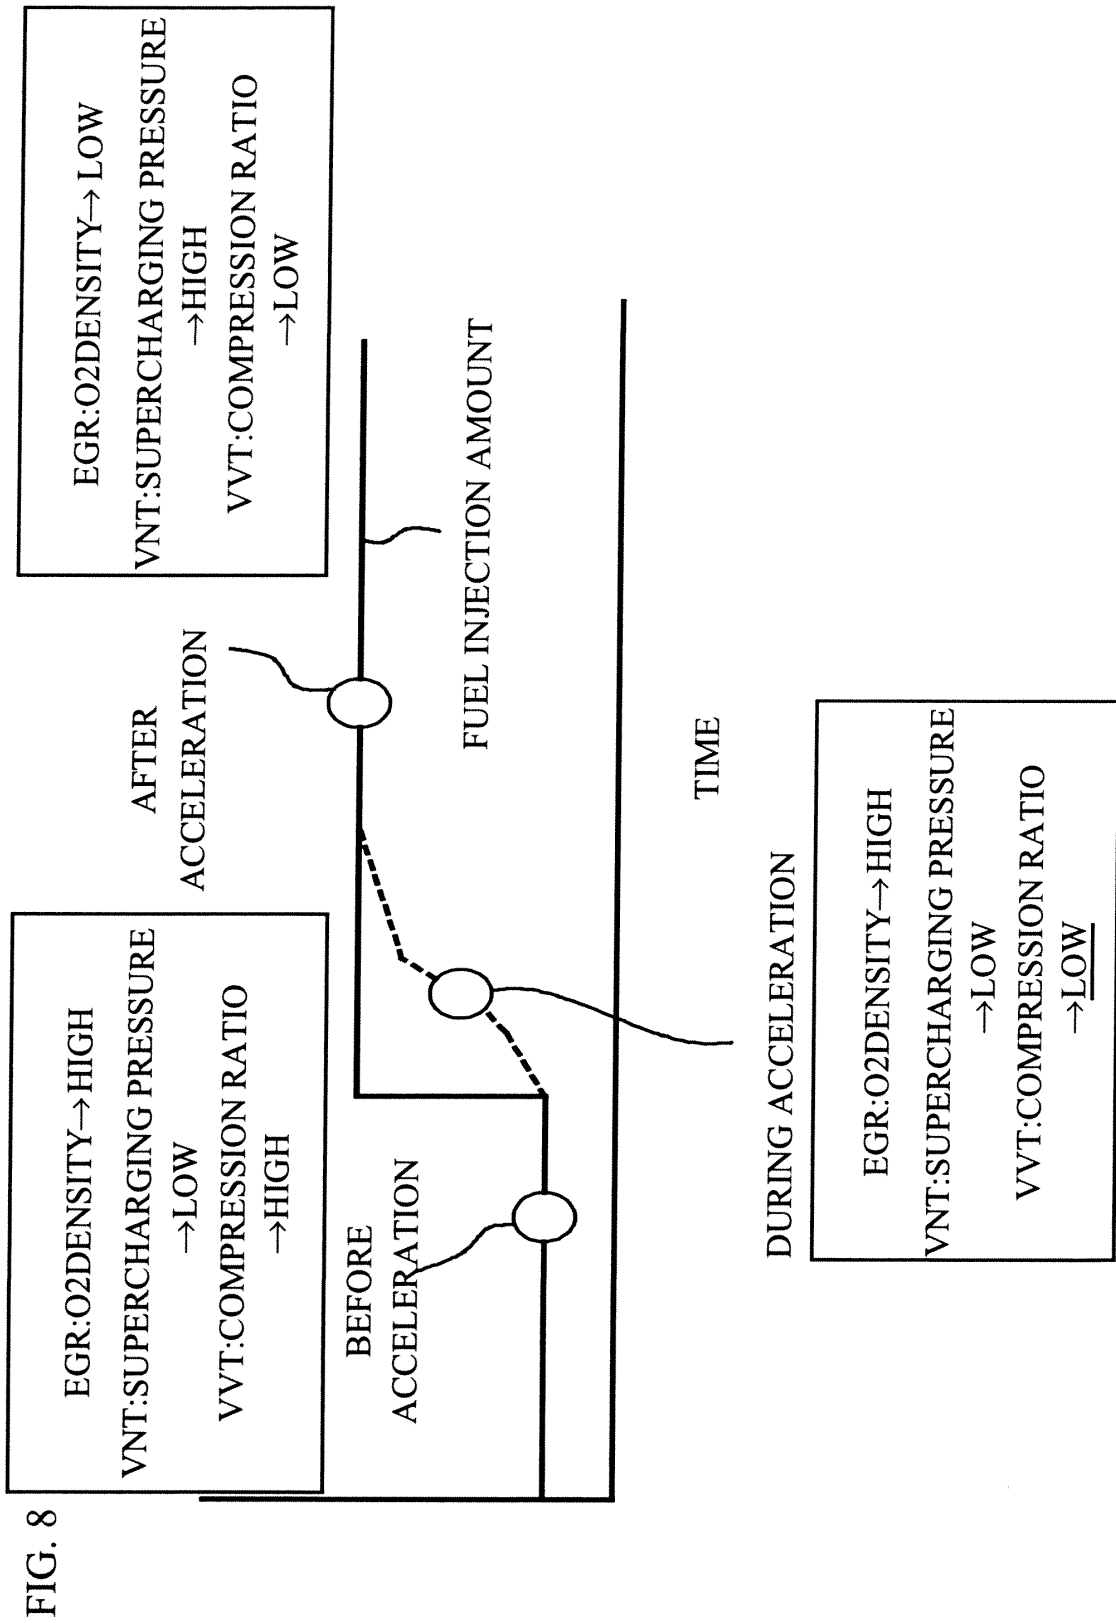 FIG. 8
EGR:O2DENSITY→HIGH
VNT:SUPERCHARGING PRESSURE
→LOW
VVT:COMPRESSION RATIO
→HIGH
EGR:O2DENSITY→LOW
VNT:SUPERCHARGING PRESSURE
→HIGH
VVT:COMPRESSION RATIO
→LOW
AFTER
ACCELERATION
BEFORE
ACCELERATION
FUEL INJECTION AMOUNT
TIME
DURING ACCELERATION
EGR:O2DENSITY→HIGH
VNT:SUPERCHARGING PRESSURE
→LOW
VVT:COMPRESSION RATIO
→LOW